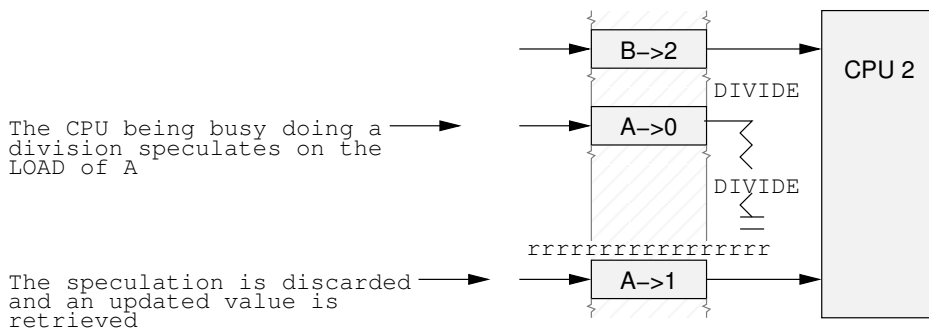 B–>2
CPU 2
DIVIDE
The CPU being busy doing a
division speculates on the
LOAD of A
A–>0
DIVIDE
rrrrrrrrrrrrrrrrr
The speculation is discarded
and an updated value is
retrieved
A–>1